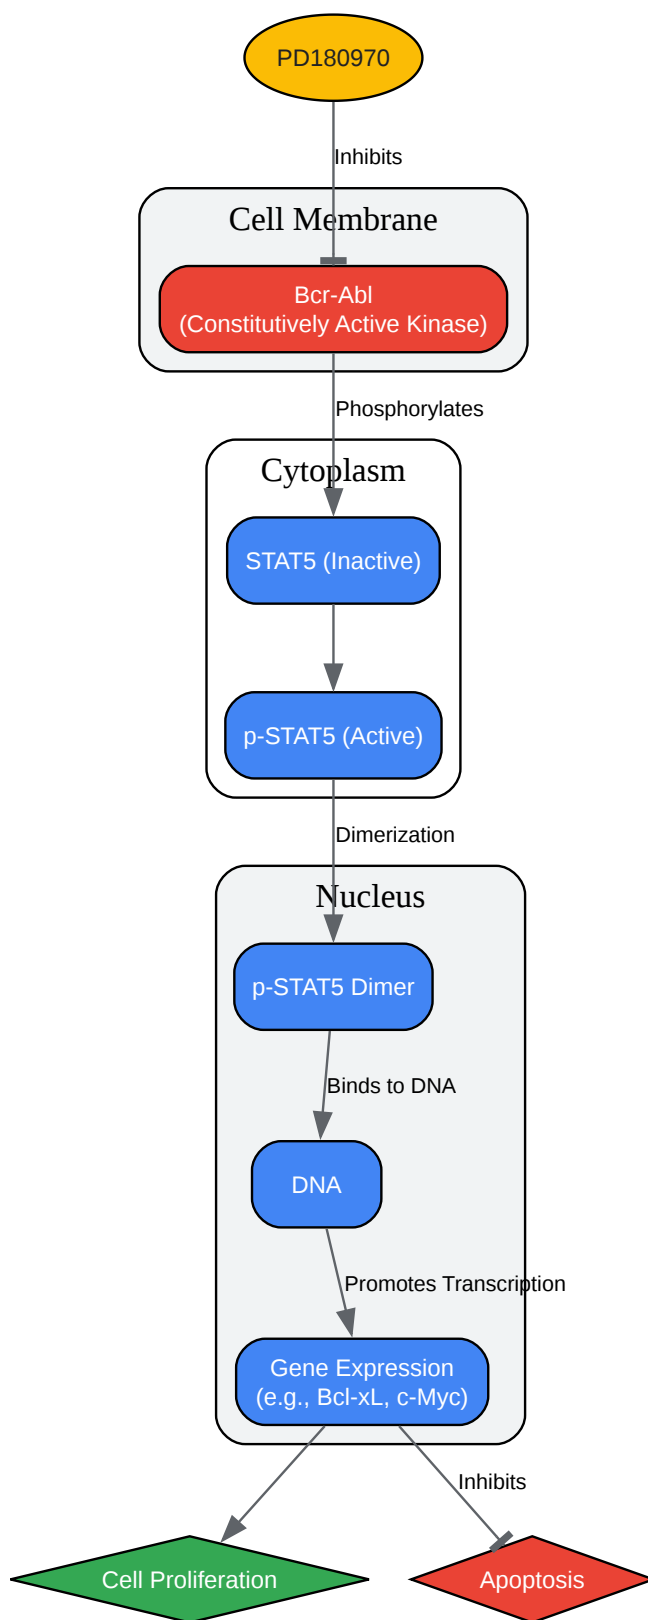 PD180970
Inhibits
Cell Membrane
Bcr-Abl
(Constitutively Active Kinase)
Phosphorylates
Cytoplasm
STAT5 (Inactive)
p-STAT5 (Active)
Dimerization
Nucleus
p-STAT5 Dimer
Binds to DNA
DNA
Promotes Transcription
Gene Expression
(e.g., Bcl-xL, c-Myc)
Inhibits
Cell Proliferation
Apoptosis